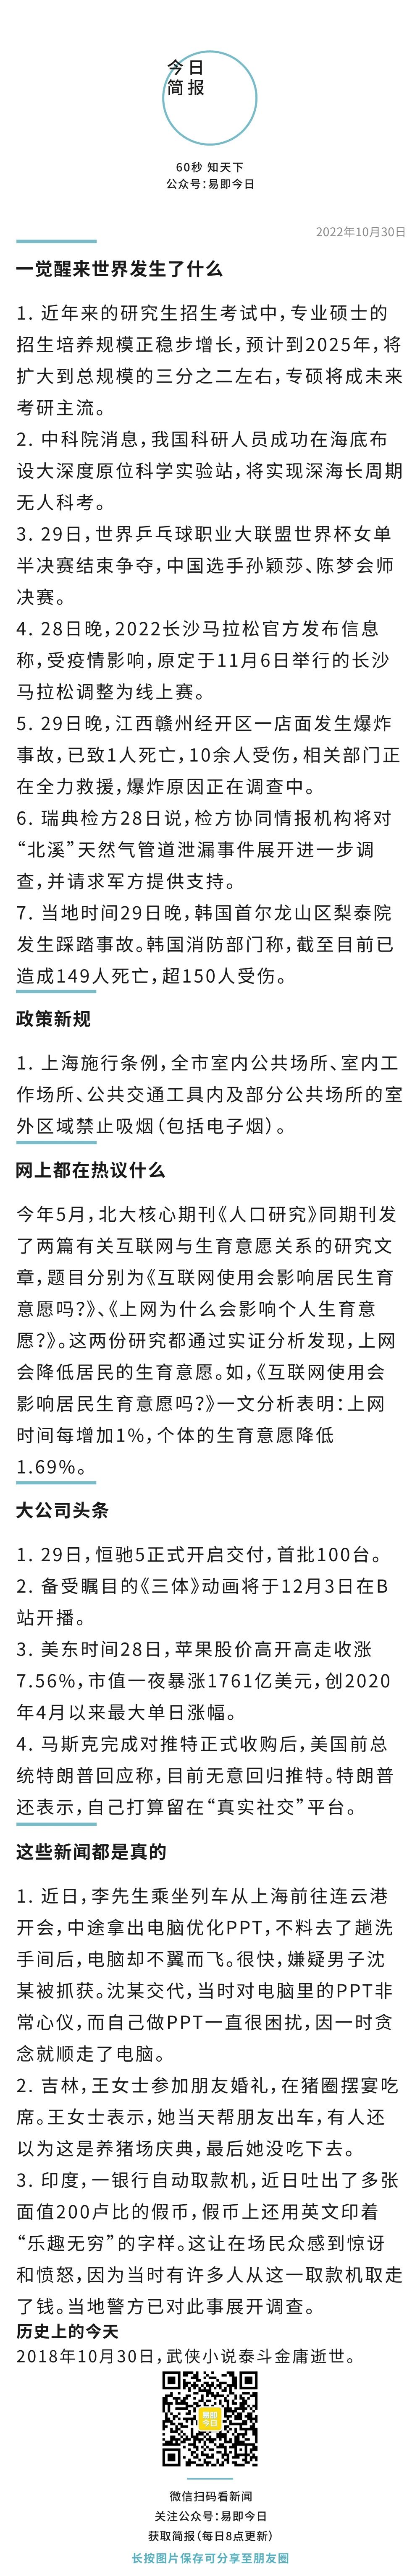 今日
简报
60秒 知天下
公众号：易即今日
2022年10月30日
一觉醒来世界发生了什么
1. 近年来的研究生招生考试中，专业硕士的
招生培养规模正稳步增长，预计到2025年，将
扩大到总规模的三分之二左右，专硕将成未来
考研主流。
2. 中科院消息，我国科研人员成功在海底布
设大深度原位科学实验站，将实现深海长周期
无人科考。
3. 29日，世界乒乓球职业大联盟世界杯女单
半决赛结束争夺，中国选手孙颖莎、陈梦会师
决赛。
4. 28日晚，2022长沙马拉松官方发布信息
称，受疫情影响，原定于11月6日举行的长沙
马拉松调整为线上赛。
5. 29日晚，江西赣州经开区一店面发生爆炸
事故，已致1人死亡，10余人受伤，相关部门正
在全力救援，爆炸原因正在调查中。
6. 瑞典检方28日说，检方协同情报机构将对
“北溪”天然气管道泄漏事件展开进一步调
查，并请求军方提供支持。
7. 当地时间29日晚，韩国首尔龙山区梨泰院
发生踩踏事故。韩国消防部门称，截至目前已
造成149人死亡，超150人受伤。
政策新规
1. 上海施行条例，全市室内公共场所、室内工
作场所、公共交通工具内及部分公共场所的室
外区域禁止吸烟（包括电子烟）。
网上都在热议什么
今年5月，北大核心期刊《人口研究》同期刊发
了两篇有关互联网与生育意愿关系的研究文
章，题目分别为《互联网使用会影响居民生育
意愿吗？》、《上网为什么会影响个人生育意
愿？》。这两份研究都通过实证分析发现，上网
会降低居民的生育意愿。如，《互联网使用会
影响居民生育意愿吗？》一文分析表明：上网
时间每增加1%，个体的生育意愿降低
1.69%。
大公司头条
1. 29日，恒驰5正式开启交付，首批100台。
2. 备受瞩目的《三体》动画将于12月3日在B
站开播。
3. 美东时间28日，苹果股价高开高走收涨
7.56%，市值一夜暴涨1761亿美元，创2020
年4月以来最大单日涨幅。
4. 马斯克完成对推特正式收购后，美国前总
统特朗普回应称，目前无意回归推特。特朗普
还表示，自己打算留在“真实社交”平台。
这些新闻都是真的
1. 近日，李先生乘坐列车从上海前往连云港
开会，中途拿出电脑优化PPT，不料去了趟洗
手间后，电脑却不翼而飞。很快，嫌疑男子沈
某被抓获。沈某交代，当时对电脑里的PPT非
常心仪，而自己做PPT一直很困扰，因一时贪
念就顺走了电脑。
2. 吉林，王女士参加朋友婚礼，在猪圈摆宴吃
席。王女士表示，她当天帮朋友出车，有人还
以为这是养猪场庆典，最后她没吃下去。
3. 印度，一银行自动取款机，近日吐出了多张
面值200卢比的假币，假币上还用英文印着
“乐趣无穷”的字样。这让在场民众感到惊讶
和愤怒，因为当时有许多人从这一取款机取走
了钱。当地警方已对此事展开调查。
历史上的今天
2018年10月30日，武侠小说泰斗金庸逝世。
易即
今日
微信扫码看新闻
关注公众号：易即今日
获取简报（每日8点更新）
长按图片保存可分享至朋友圈